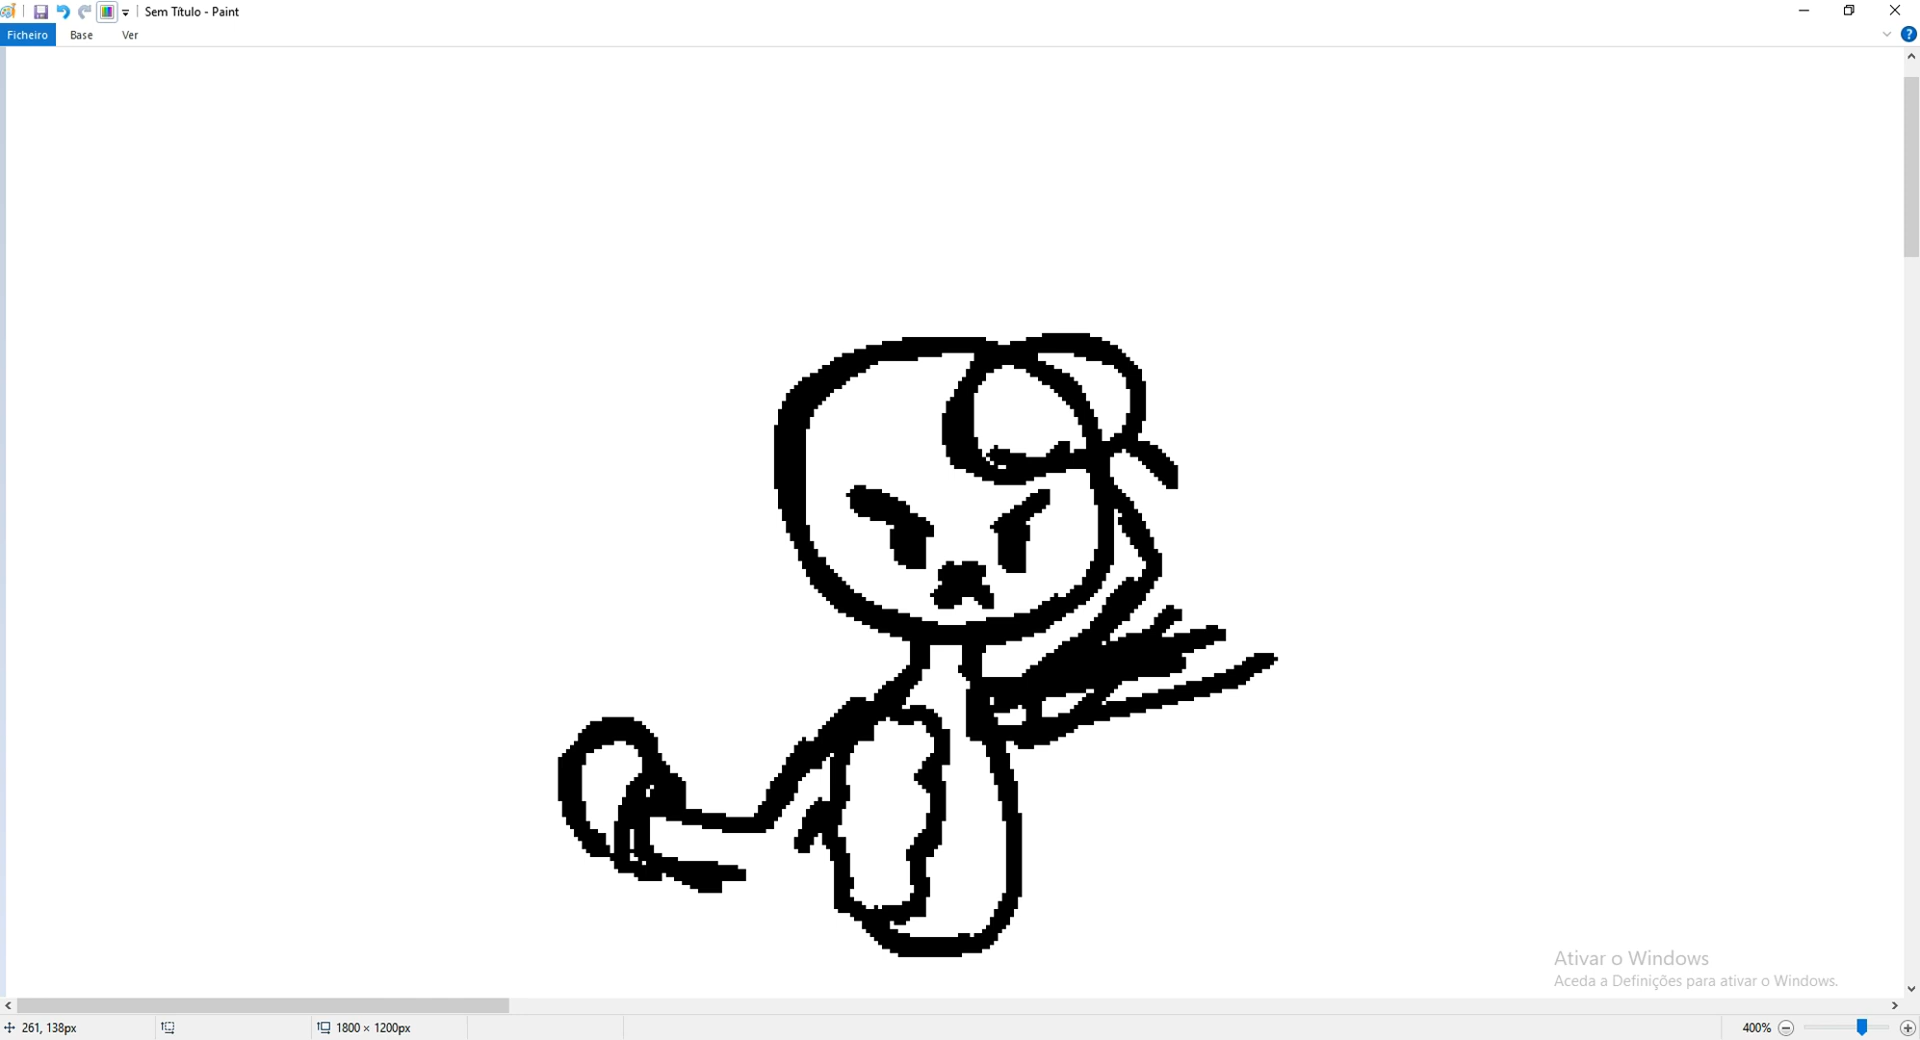 Sem Título - Paint
Ficheiro Base Ver
Ativar o Windows
Aceda a Definições para ativar o Windows.
261, 138px 1800 × 1200px 400%